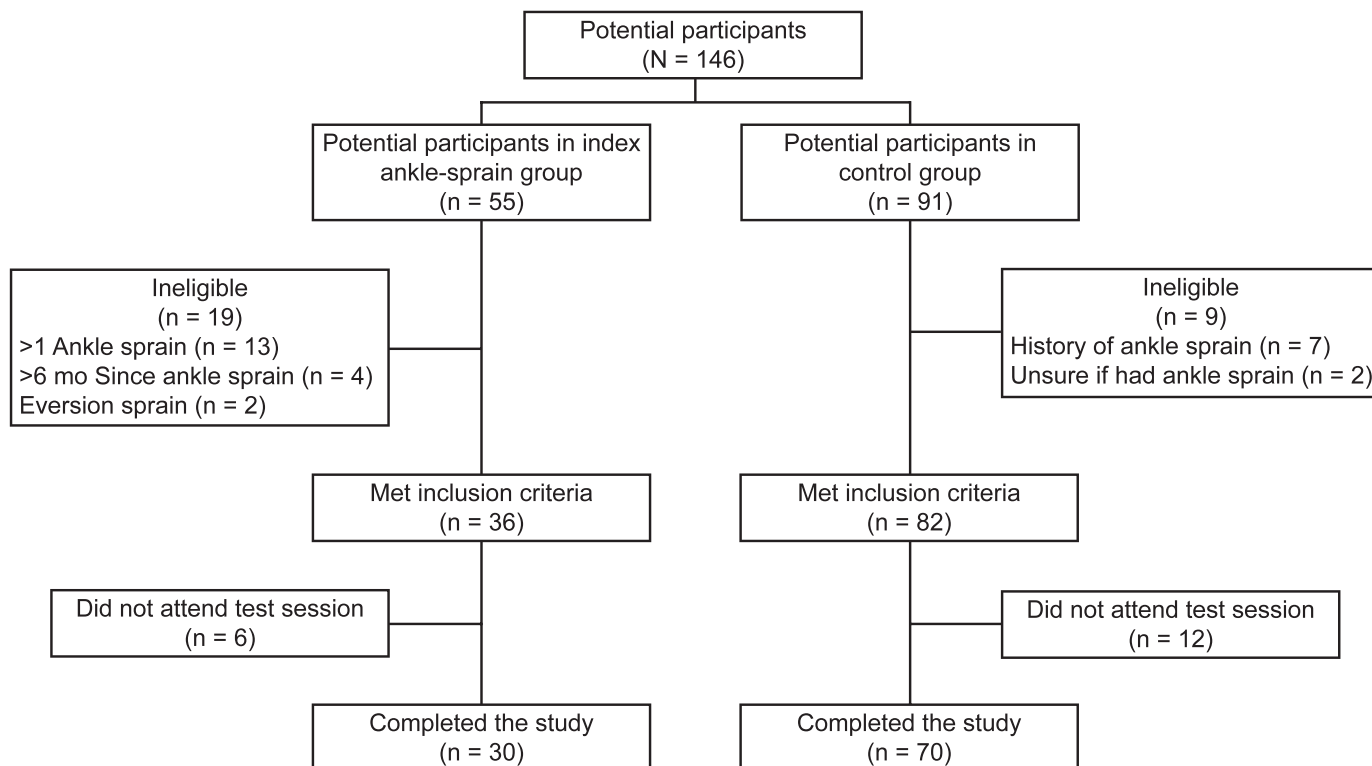 Potential participants
(N = 146)
Potential participants in index
ankle-sprain group
(n = 55)
Potential participants in
control group
(n = 91)
Ineligible
(n = 19)
>1 Ankle sprain (n = 13)
>6 mo Since ankle sprain (n = 4)
Eversion sprain (n = 2)
Ineligible
(n = 9)
History of ankle sprain (n = 7)
Unsure if had ankle sprain (n = 2)
Met inclusion criteria
(n = 36)
Met inclusion criteria
(n = 82)
Did not attend test session
(n = 6)
Did not attend test session
(n = 12)
Completed the study
(n = 30)
Completed the study
(n = 70)